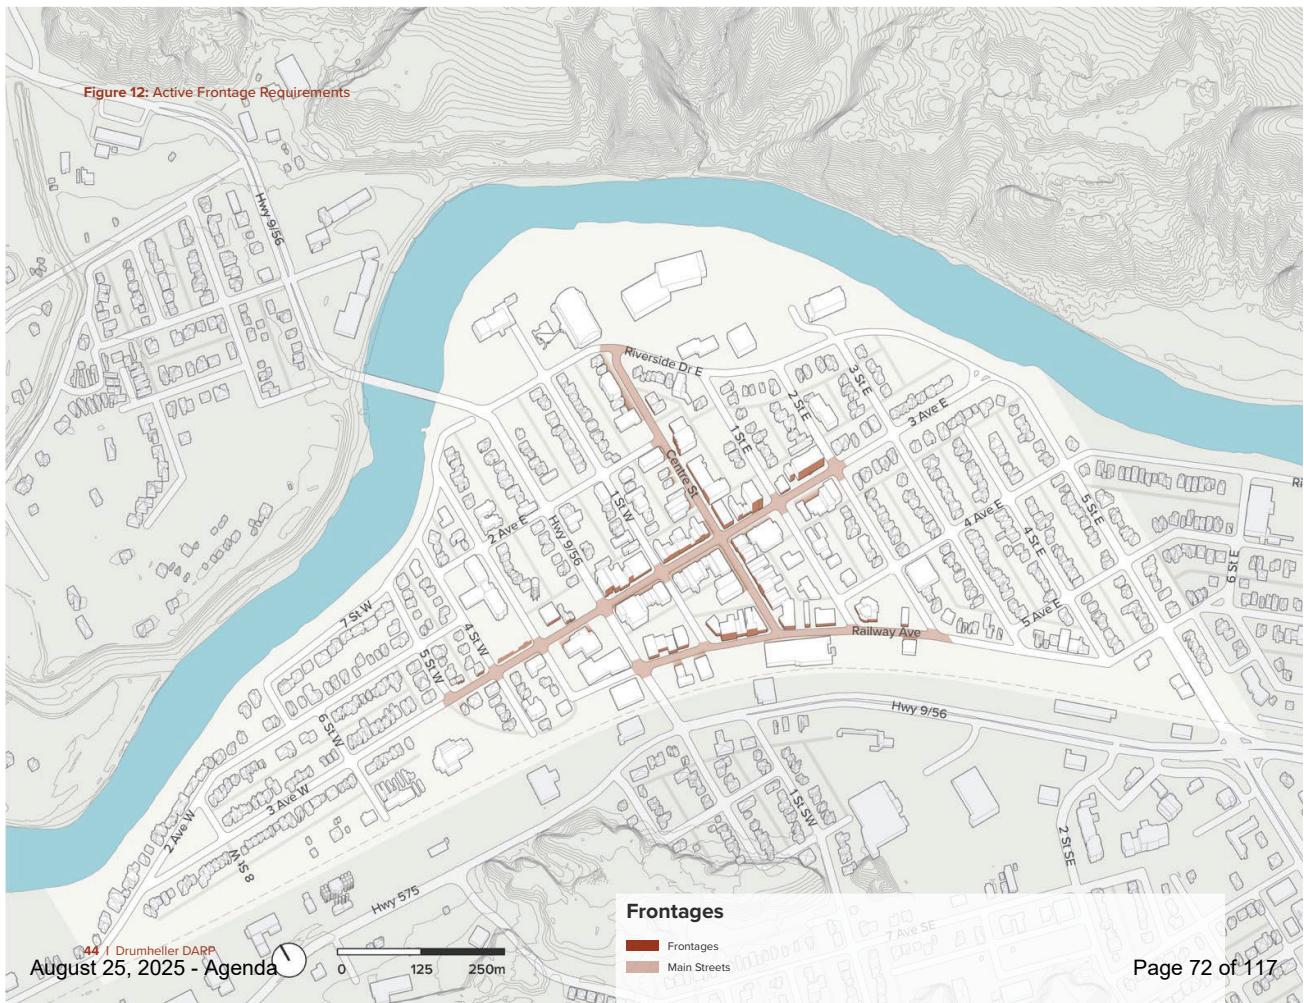 Figure 12: Active Frontage Requirements
Hwy 9/56
Riverside Dr E
3 St E
2 St E
3 Ave E
1 St E
Centre St
1 St W
2 Ave E
Hwy 9/56
4 Ave E
5 St E
4 St E
6 St E
Ri
7 St W
4 St W
5 St W
5 Ave E
Railway Ave
6 St W
Hwy 9/56
3 Ave W
2 Ave W
8 St W
1 St SW
2 St SE
Hwy 575
7 Ave SE
Frontages
Frontages
Main Streets
44 | Drumheller DARP
August 25, 2025 - Agenda
0 125 250m
Page 72 of 117